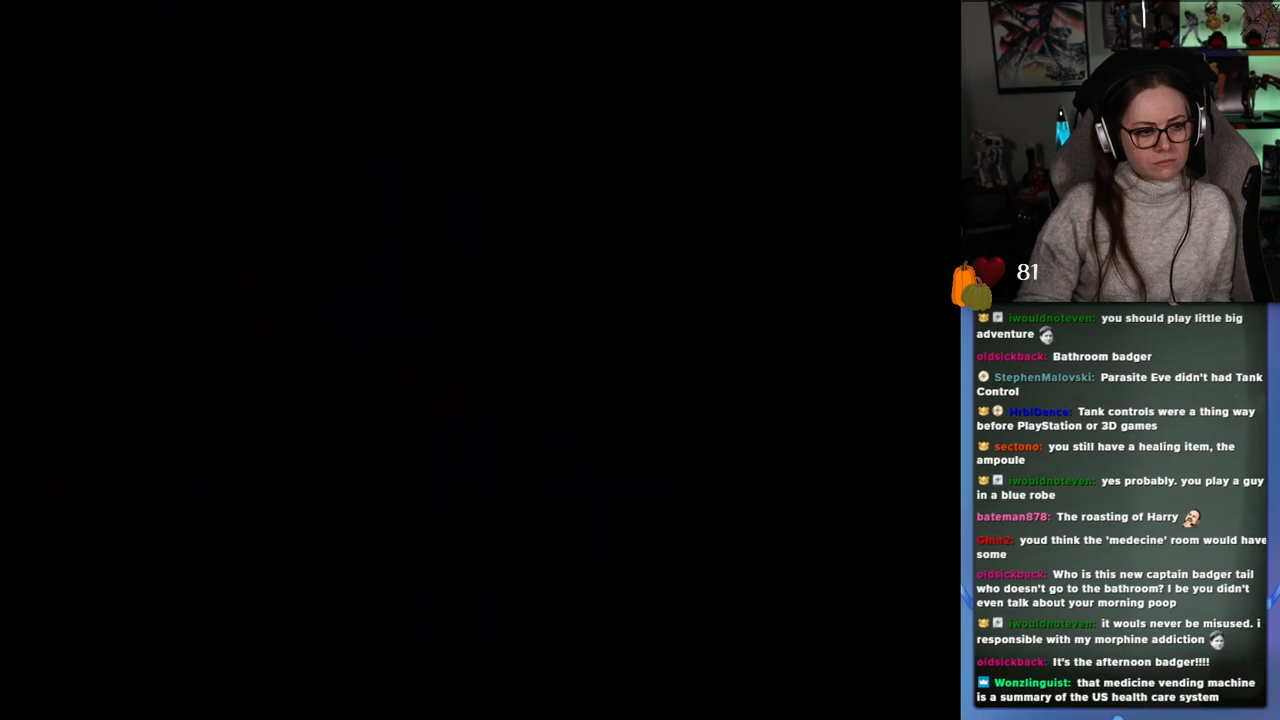 81
iwouldnoteven: you should play little big
adventure
oldsickback: Bathroom badger
StephenMalovski: Parasite Eve didn't had Tank
Control
HrbiDance: Tank controls were a thing way
before PlayStation or 3D games
sectono: you still have a healing item, the
ampoule
iwouldnoteven: yes probably. you play a guy
in a blue robe
bateman878: The roasting of Harry
Ghin2: youd think the 'medecine' room would have
some
oldsickback: Who is this new captain badger tail
who doesn't go to the bathroom? I be you didn't
even talk about your morning poop
iwouldnoteven: it wouls never be misused. i
responsible with my morphine addiction
oldsickback: It's the afternoon badger!!!!
Wonzlinguist: that medicine vending machine
is a summary of the US health care system